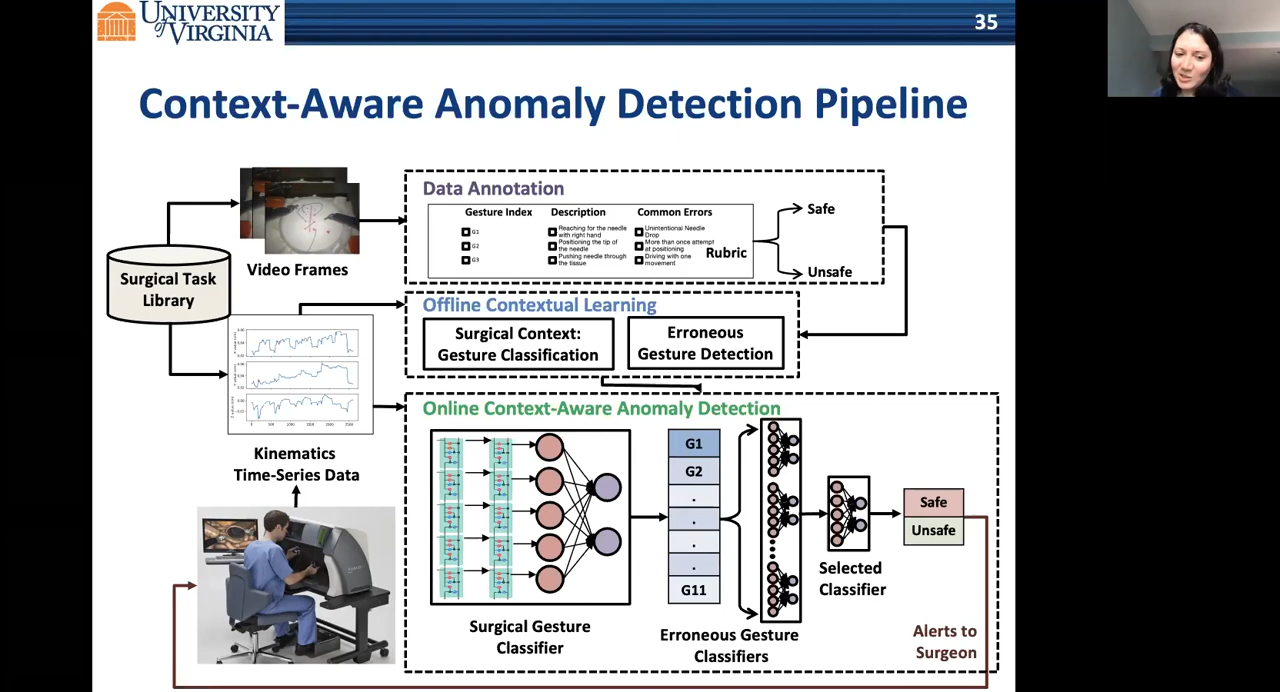 UNIVERSITY
of VIRGINIA
35
Context-Aware Anomaly Detection Pipeline
Surgical Task
Library
Video Frames
Data Annotation
Gesture Index Description Common Errors
G1 Reaching for the needle with right hand Unintentional Needle Drop
G2 Positioning the tip of the needle More than once attempt at positioning
G3 Pushing needle through the tissue Driving with one movement
Rubric
Safe
Unsafe
Offline Contextual Learning
Surgical Context:
Gesture Classification
Erroneous
Gesture Detection
Kinematics
Time-Series Data
Online Context-Aware Anomaly Detection
G1
G2
.
.
.
.
G11
Surgical Gesture
Classifier
Erroneous Gesture
Classifiers
Selected
Classifier
Safe
Unsafe
Alerts to
Surgeon